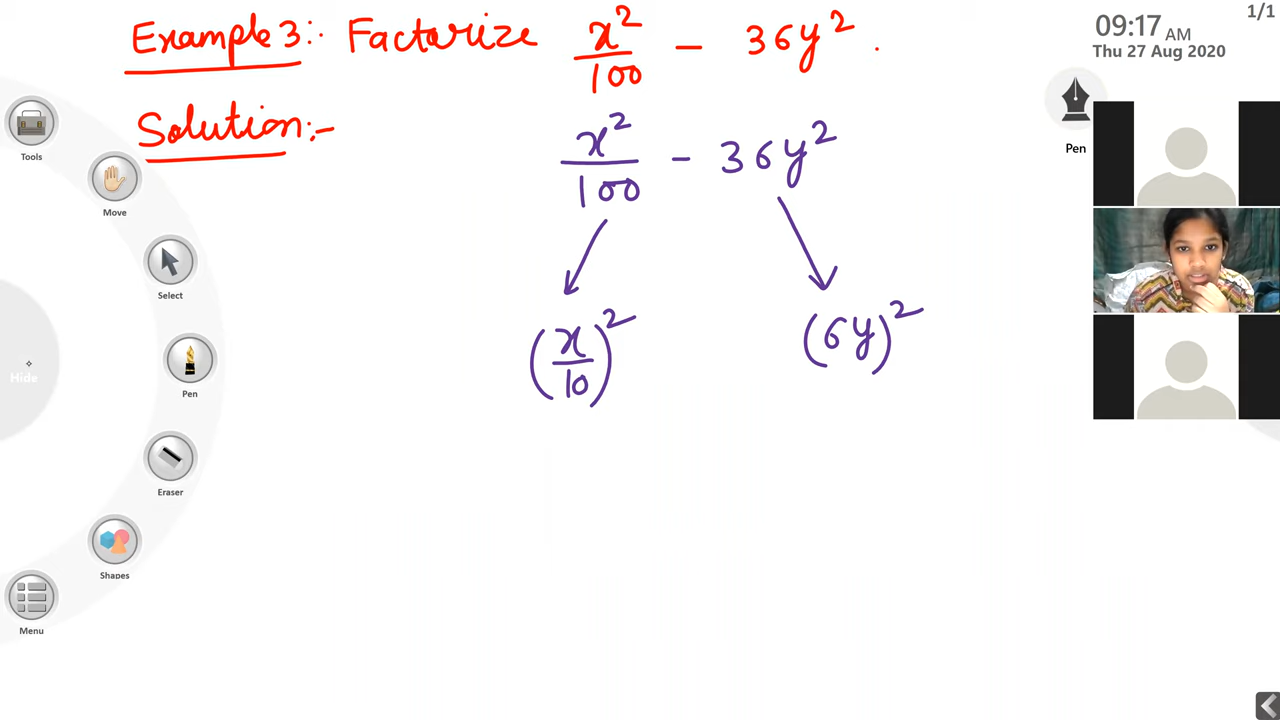 1/1
Example 3:- Factorize x²/100 - 36y².
09:17 AM
Thu 27 Aug 2020
Solution:-
x²/100 - 36y²
(x/10)² (6y)²
Tools
Move
Select
Pen
Eraser
Shapes
Menu
Hide
Pen